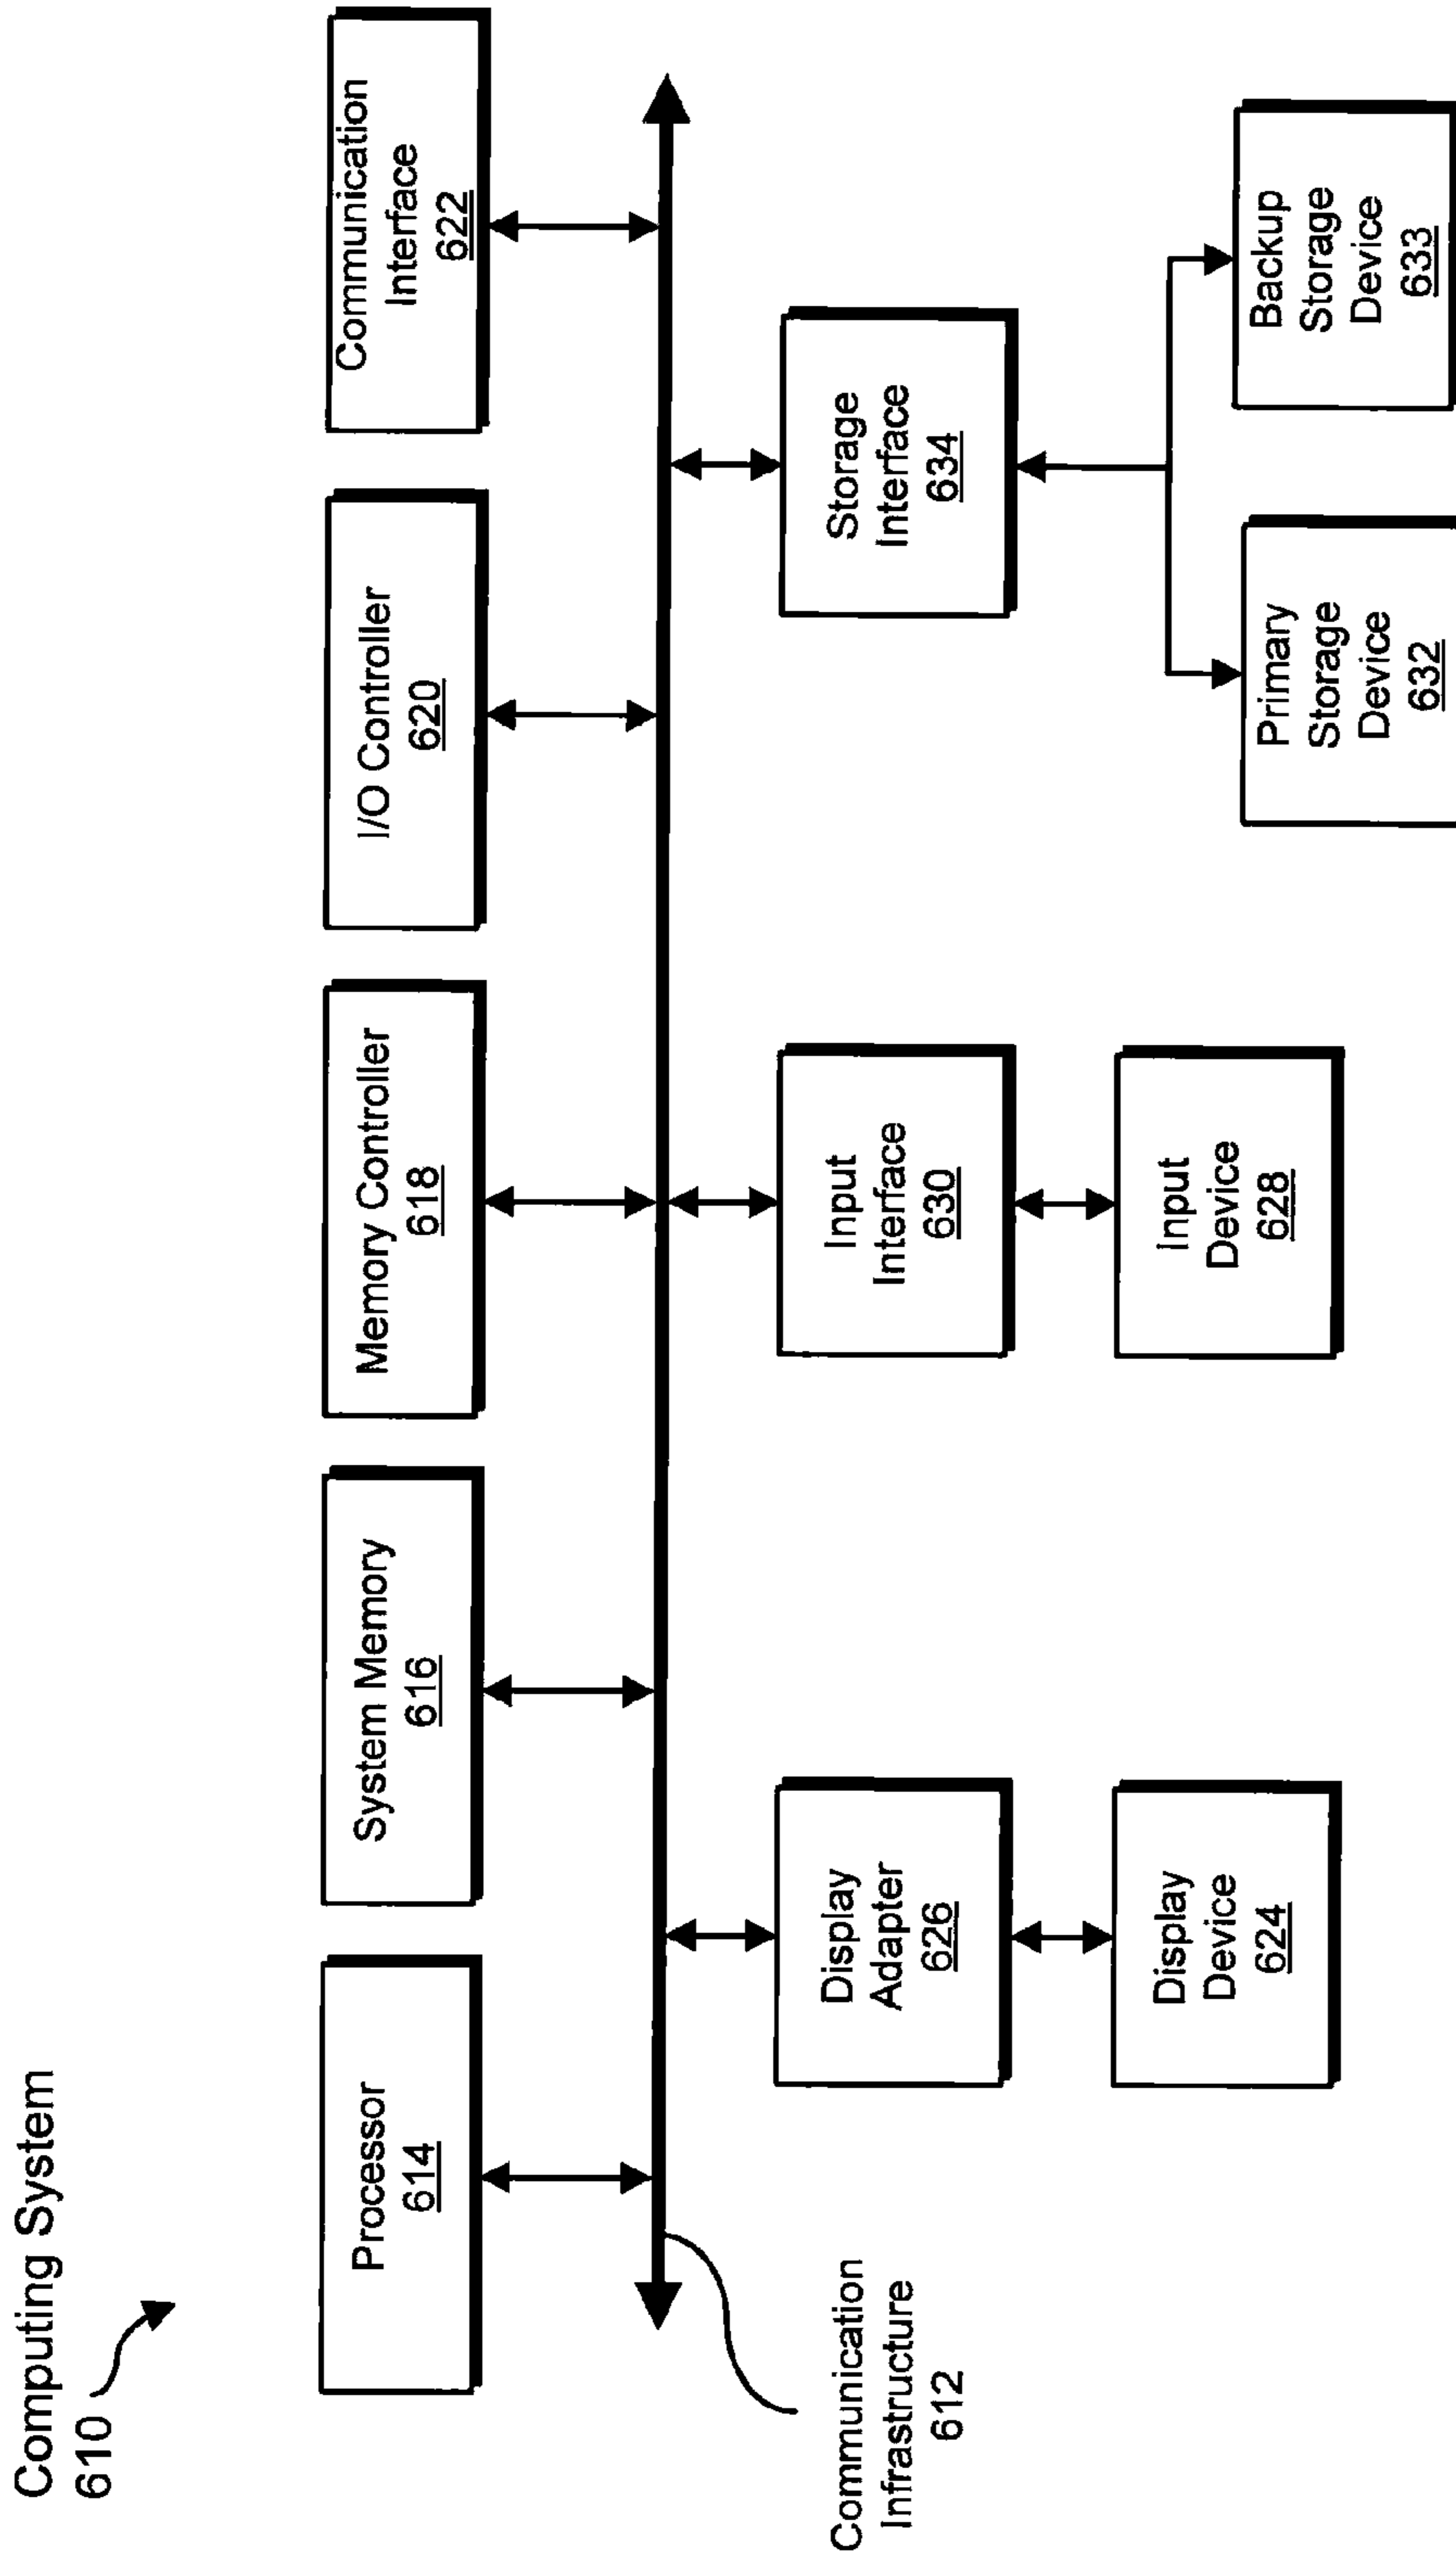 Computing System
610
Processor
614
System Memory
616
Memory Controller
618
I/O Controller
620
Communication
Interface
622
Communication
Infrastructure
612
Display
Adapter
626
Input
Interface
630
Storage
Interface
634
Display
Device
624
Input
Device
628
Primary
Storage
Device
632
Backup
Storage
Device
633